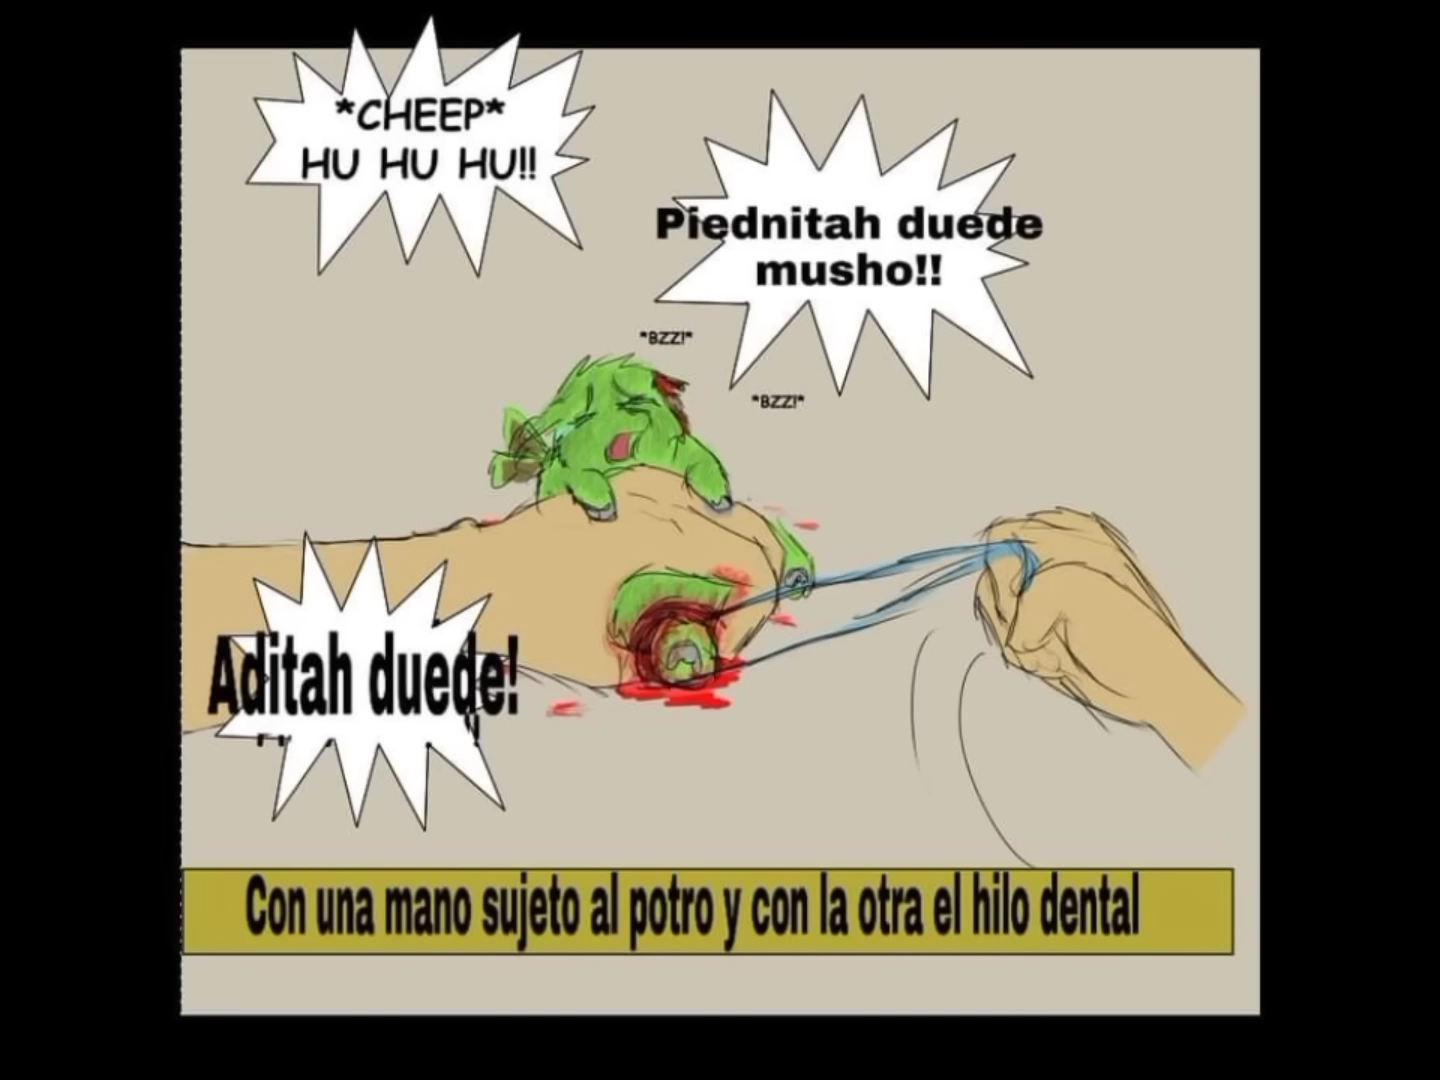 *CHEEP*
HU HU HU!!
Piednitah duede
musho!!
*BZZ!*
*BZZ!*
Aditah duede!
Con una mano sujeto al potro y con la otra el hilo dental